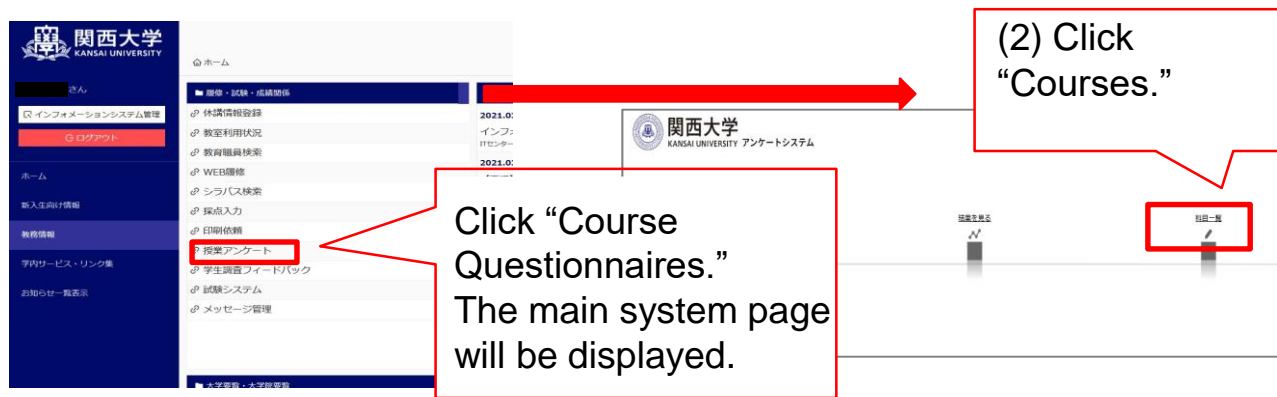 関西大学
KANSAI UNIVERSITY
さん
インフォメーションシステム管理
ログアウト
ホーム
新入生向け情報
教務情報
学内サービス・リンク集
お知らせ一覧表示
ホーム
履修・試験・成績関係
休講情報登録
教室利用状況
教育職員検索
WEB履修
シラバス検索
採点入力
印刷依頼
授業アンケート
学生調査フィードバック
試験システム
メッセージ管理
大学要覧・大学院要覧
2021.0
インフ
ITセンター
2021.0
Click “Course
Questionnaires.”
The main system page
will be displayed.
関西大学
KANSAI UNIVERSITY アンケートシステム
結果を見る
科目一覧
(2) Click
“Courses.”